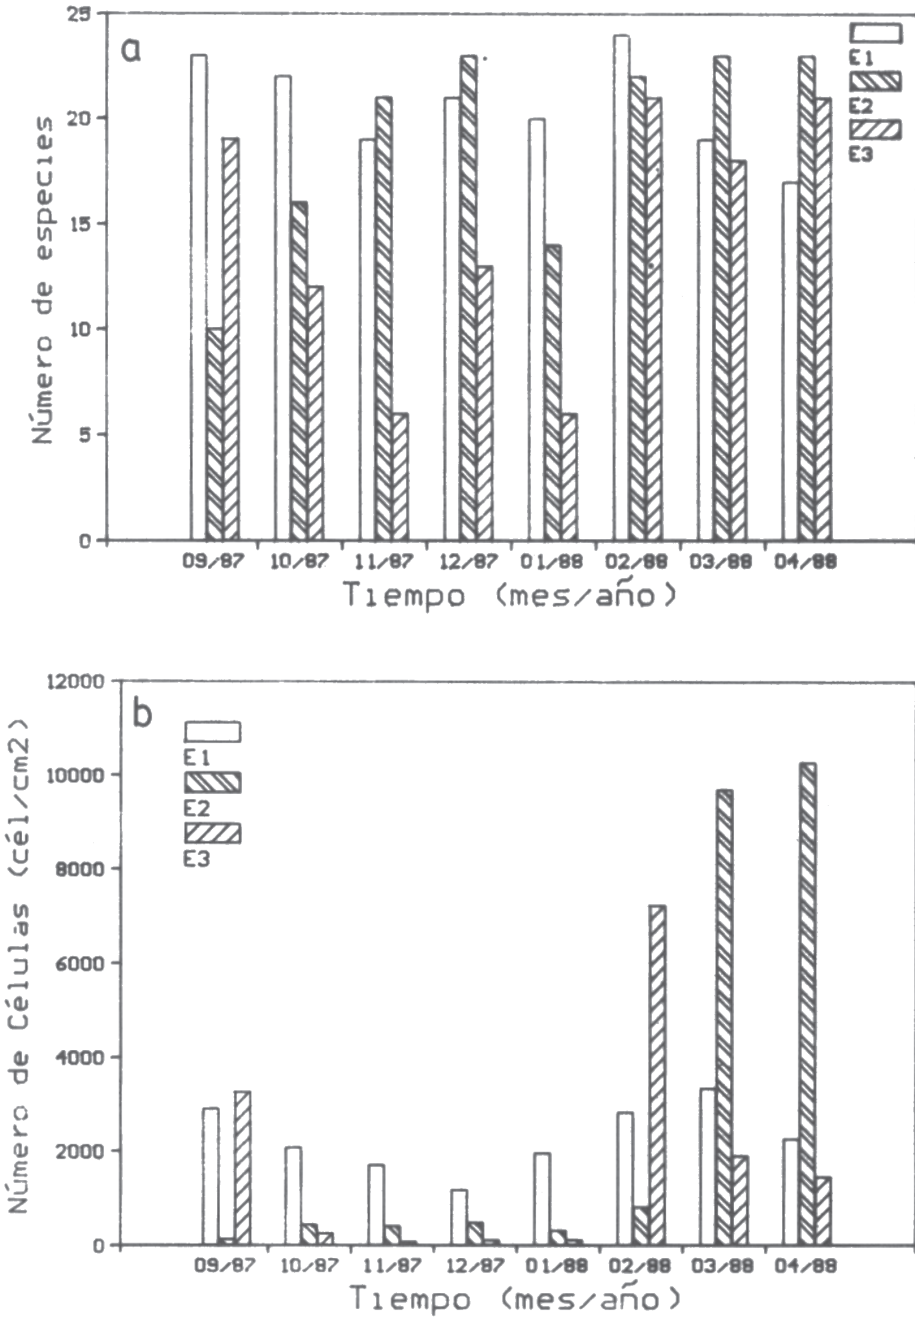 a
Número de especies
25
20
15
10
5
0
E1
E2
E3
09/87 10/87 11/87 12/87 01/88 02/88 03/88 04/88
Tiempo (mes/año)
b
Número de Células (cél/cm2)
12000
10000
8000
6000
4000
2000
0
E1
E2
E3
09/87 10/87 11/87 12/87 01/88 02/88 03/88 04/88
Tiempo (mes/año)